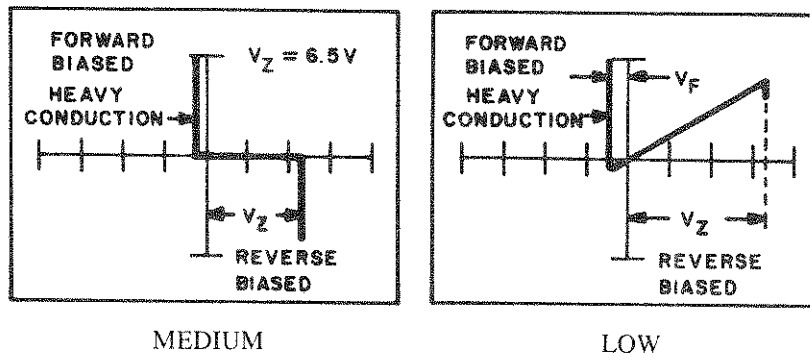 FORWARD
BIASED
V_Z = 6.5 V
HEAVY
CONDUCTION
V_Z
REVERSE
BIASED
MEDIUM
FORWARD
BIASED
V_F
HEAVY
CONDUCTION
V_Z
REVERSE
BIASED
LOW